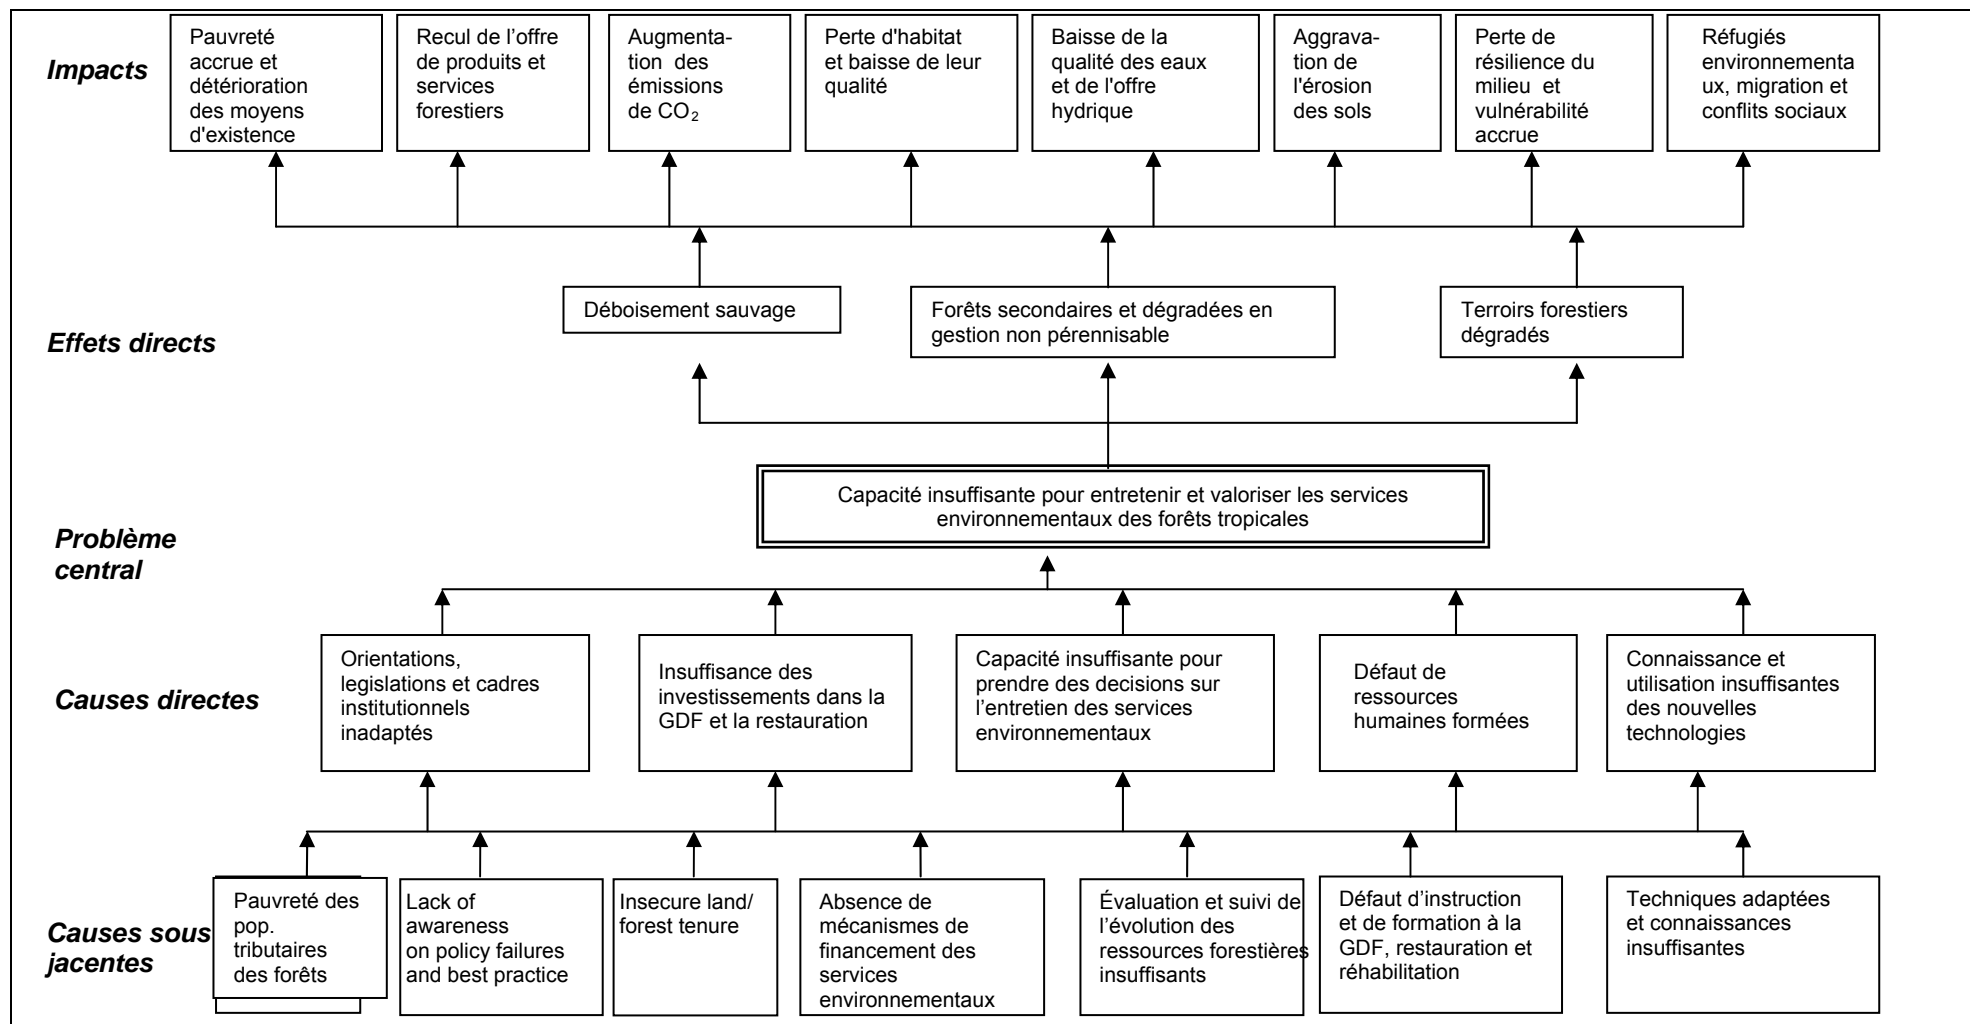 Impacts
Pauvreté
accrue et
détérioration
des moyens
d'existence
Recul de l’offre
de produits et
services
forestiers
Augmenta-
tion des
émissions
de CO₂
Perte d'habitat
et baisse de leur
qualité
Baisse de la
qualité des eaux
et de l'offre
hydrique
Aggrava-
tion de
l'érosion
des sols
Perte de
résilience du
milieu et
vulnérabilité
accrue
Réfugiés
environnementa
ux, migration et
conflits sociaux
Effets directs
Déboisement sauvage
Forêts secondaires et dégradées en
gestion non pérennisable
Terroirs forestiers
dégradés
Problème
central
Capacité insuffisante pour entretenir et valoriser les services
environnementaux des forêts tropicales
Causes directes
Orientations,
legislations et cadres
institutionnels
inadaptés
Insuffisance des
investissements dans la
GDF et la restauration
Capacité insuffisante pour
prendre des decisions sur
l’entretien des services
environnementaux
Défaut de
ressources
humaines formées
Connaissance et
utilisation insuffisantes
des nouvelles
technologies
Causes sous
jacentes
Pauvreté des
pop.
tributaires
des forêts
Lack of
awareness
on policy failures
and best practice
Insecure land/
forest tenure
Absence de
mécanismes de
financement des
services
environnementaux
Évaluation et suivi de
l’évolution des
ressources forestières
insuffisants
Défaut d’instruction
et de formation à la
GDF, restauration et
réhabilitation
Techniques adaptées
et connaissances
insuffisantes